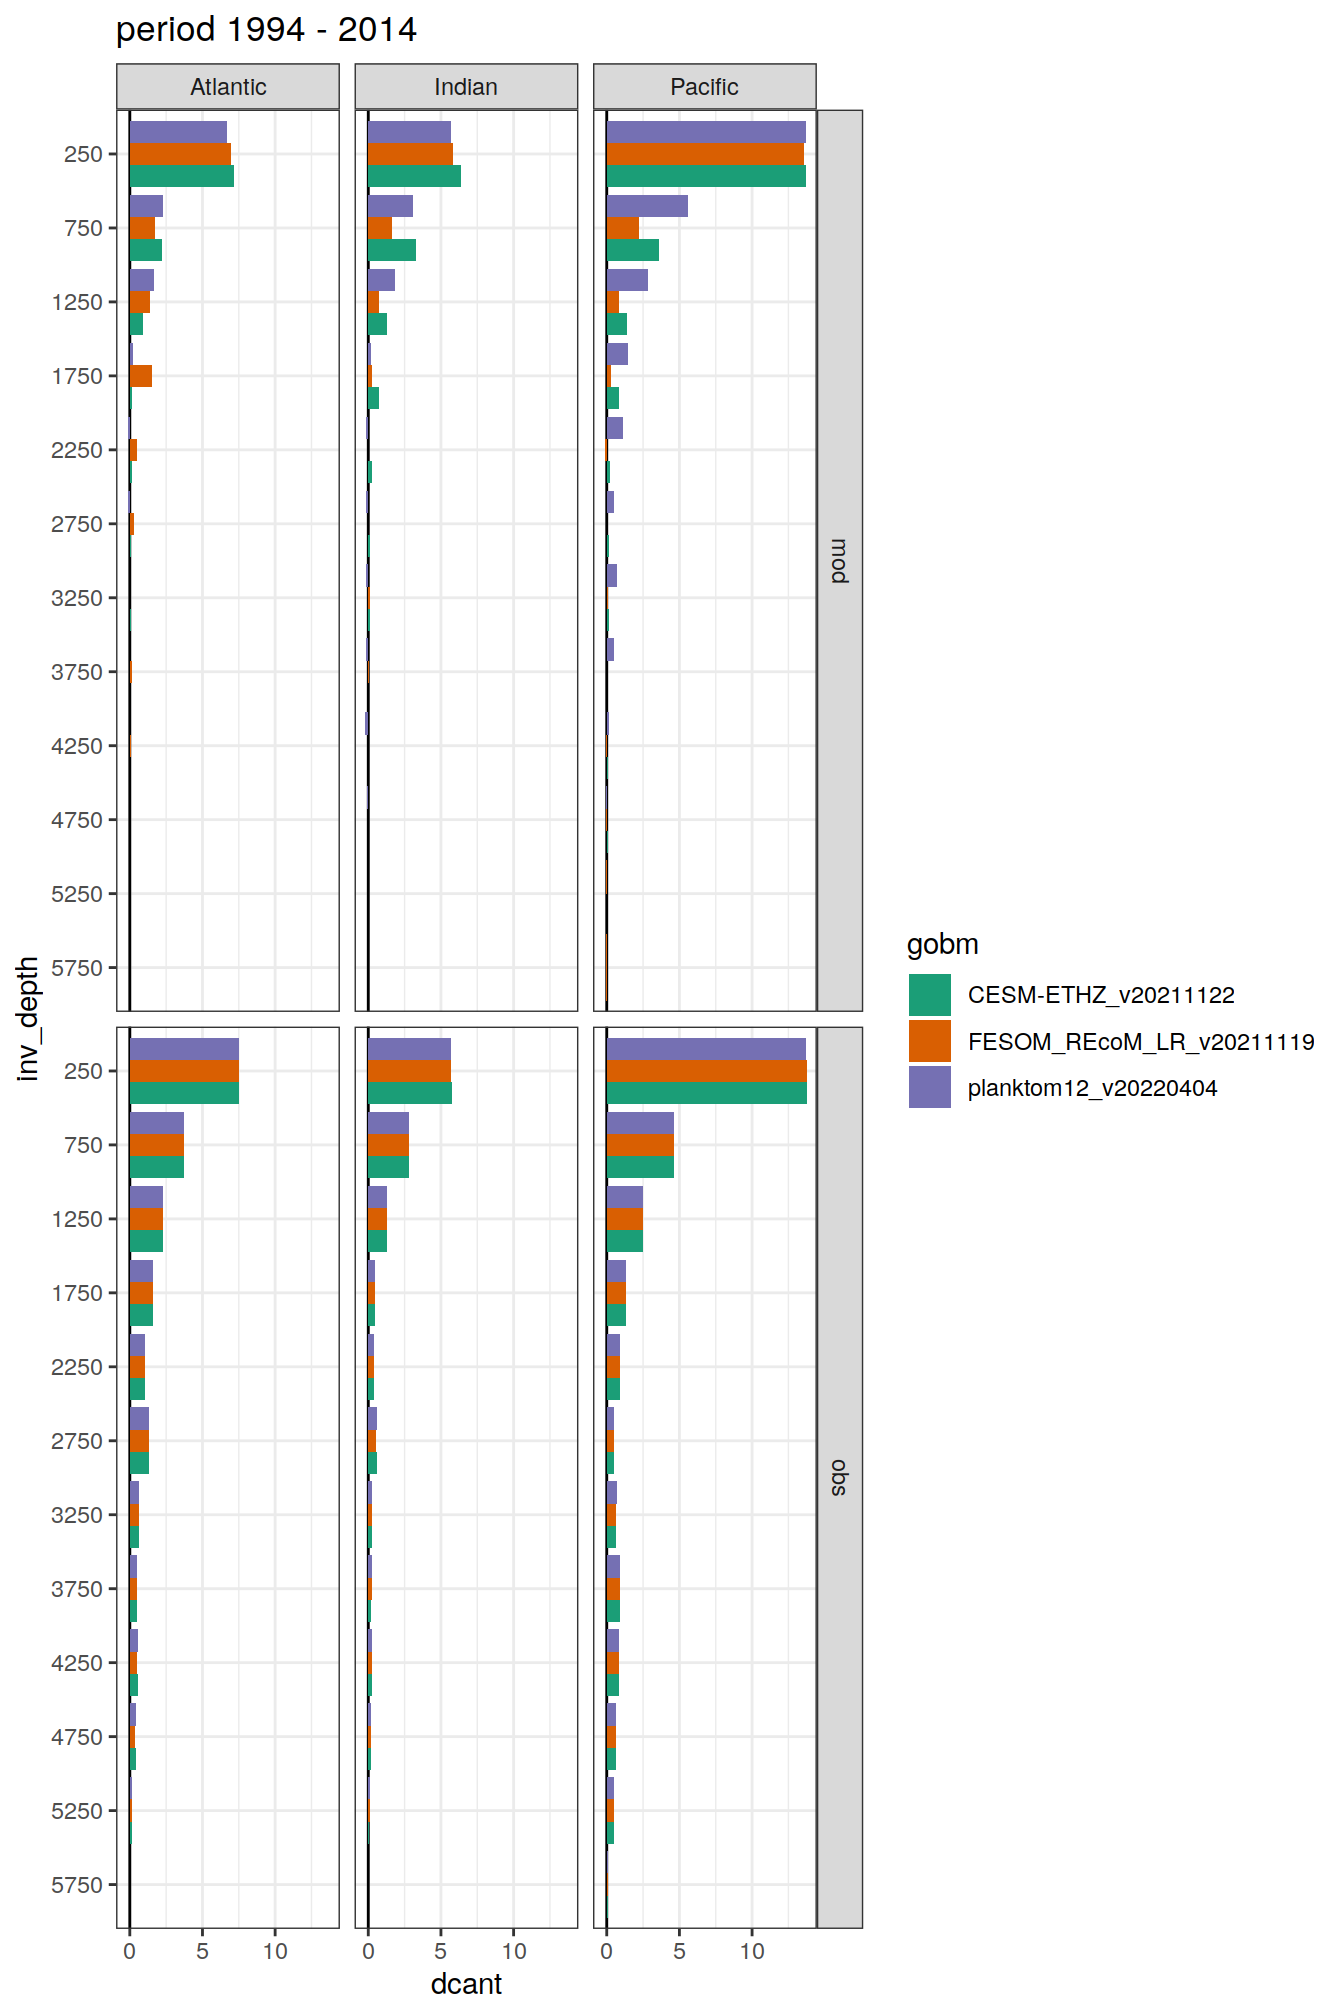 period 1994 - 2014
Atlantic Indian Pacific
250
750
1250
1750
2250
2750
3250
3750
4250
4750
5250
5750
mod
250
750
1250
1750
2250
2750
3250
3750
4250
4750
5250
5750
obs
0 5 10 0 5 10 0 5 10
dcant
inv_depth
gobm
CESM-ETHZ_v20211122
FESOM_REcoM_LR_v20211119
planktom12_v20220404